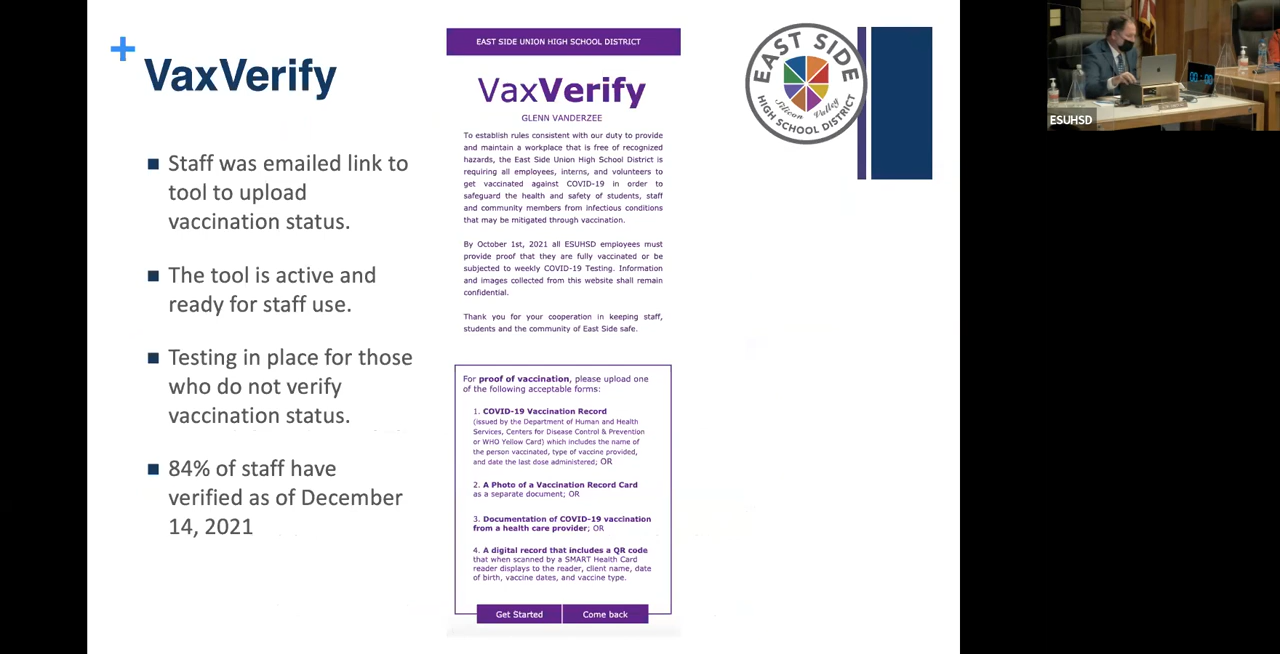 +
VaxVerify
Staff was emailed link to
tool to upload
vaccination status.
The tool is active and
ready for staff use.
Testing in place for those
who do not verify
vaccination status.
84% of staff have
verified as of December
14, 2021
EAST SIDE UNION HIGH SCHOOL DISTRICT
VaxVerify
GLENN VANDERZEE
To establish rules consistent with our duty to provide
and maintain a workplace that is free of recognized
hazards, the East Side Union High School District is
requiring all employees, interns, and volunteers to
get vaccinated against COVID-19 in order to
safeguard the health and safety of students, staff
and community members from infectious conditions
that may be mitigated through vaccination.
By October 1st, 2021 all ESUHSD employees must
provide proof that they are fully vaccinated or be
subjected to weekly COVID-19 Testing. Information
and images collected from this website shall remain
confidential.
Thank you for your cooperation in keeping staff,
students and the community of East Side safe.
For proof of vaccination, please upload one
of the following acceptable forms:
1. COVID-19 Vaccination Record
(issued by the Department of Human and Health
Services, Centers for Disease Control & Prevention
or WHO Yellow Card) which includes the name of
the person vaccinated, type of vaccine provided,
and date the last dose administered; OR
2. A Photo of a Vaccination Record Card
as a separate document; OR
3. Documentation of COVID-19 vaccination
from a health care provider; OR
4. A digital record that includes a QR code
that when scanned by a SMART Health Card
reader displays to the reader, client name, date
of birth, vaccine dates, and vaccine type.
Get Started
Come back
EAST SIDE
Silicon Valley
HIGH SCHOOL DISTRICT
ESUHSD